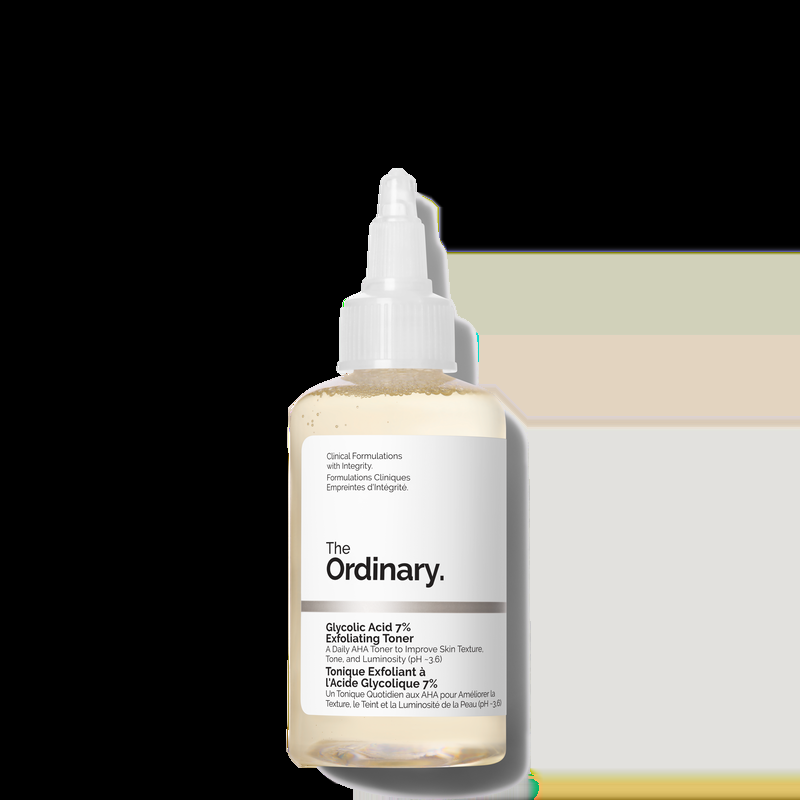 Clinical Formulations
with Integrity.
Formulations Cliniques
Empreintes d'Intégrité.
The
Ordinary.
Glycolic Acid 7%
Exfoliating Toner
A Daily AHA Toner to Improve Skin Texture,
Tone, and Luminosity (pH ~3.6)
Tonique Exfoliant à
l'Acide Glycolique 7%
Un Tonique Quotidien aux AHA pour Améliorer la
Texture, le Teint et la Luminosité de la Peau (pH ~3.6)